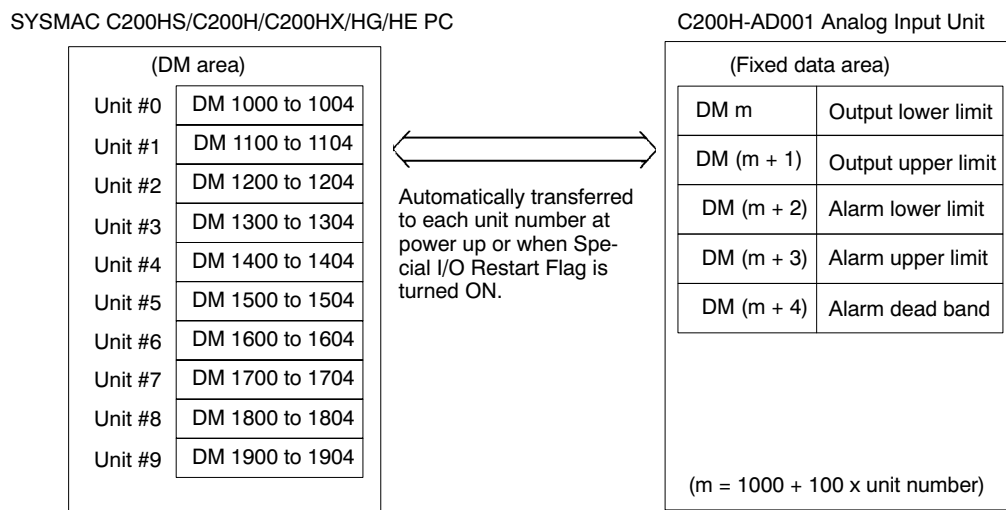 SYSMAC C200HS/C200H/C200HX/HG/HE PC
(DM area)
Unit #0 DM 1000 to 1004
Unit #1 DM 1100 to 1104
Unit #2 DM 1200 to 1204
Unit #3 DM 1300 to 1304
Unit #4 DM 1400 to 1404
Unit #5 DM 1500 to 1504
Unit #6 DM 1600 to 1604
Unit #7 DM 1700 to 1704
Unit #8 DM 1800 to 1804
Unit #9 DM 1900 to 1904
Automatically transferred
to each unit number at
power up or when Spe-
cial I/O Restart Flag is
turned ON.
C200H-AD001 Analog Input Unit
(Fixed data area)
DM m Output lower limit
DM (m + 1) Output upper limit
DM (m + 2) Alarm lower limit
DM (m + 3) Alarm upper limit
DM (m + 4) Alarm dead band
(m = 1000 + 100 x unit number)